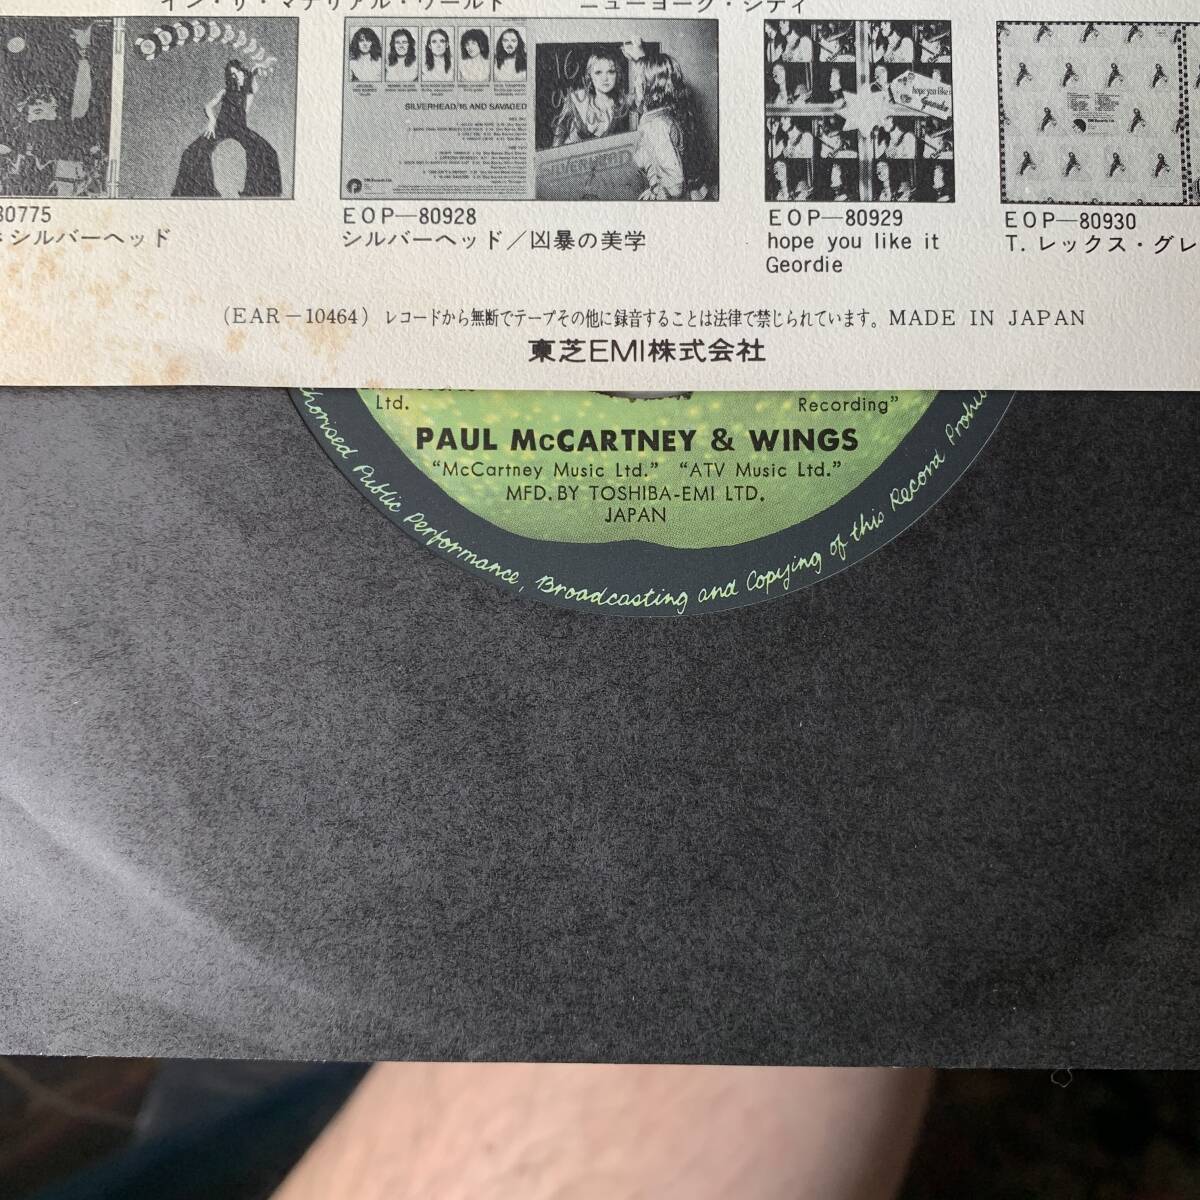 イン・ザ・マテリアル・ワールド ニューヨーク・シティ
SILVERHEAD/16 AND SAVAGED
SILVERHEAD
hope you like it
Geordie
80775
シルバーヘッド
EOP—80928
シルバーヘッド／凶暴の美学
EOP—80929
hope you like it
Geordie
EOP—80930
T. レックス・グレ
(EAR－10464) レコードから無断でテープその他に録音することは法律で禁じられています。MADE IN JAPAN
東芝EMI株式会社
Ltd. Recording"
PAUL McCARTNEY & WINGS
"McCartney Music Ltd." "ATV Music Ltd."
MFD. BY TOSHIBA-EMI LTD.
JAPAN
horised Public Performance, Broadcasting and Copying of this Record Prohi